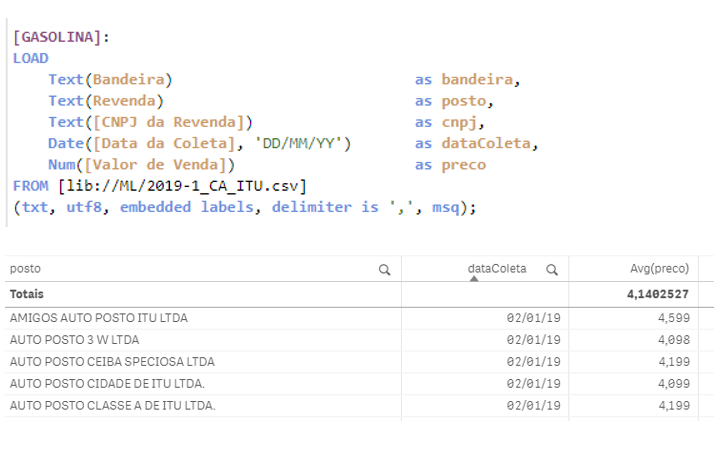 [GASOLINA]:
LOAD
Text(Bandeira) as bandeira,
Text(Revenda) as posto,
Text([CNPJ da Revenda]) as cnpj,
Date([Data da Coleta], 'DD/MM/YY') as dataColeta,
Num([Valor de Venda]) as preco
FROM [lib://ML/2019-1_CA_ITU.csv]
(txt, utf8, embedded labels, delimiter is ',', msq);
posto dataColeta Avg(preco)
Totais 4,1402527
AMIGOS AUTO POSTO ITU LTDA 02/01/19 4,599
AUTO POSTO 3 W LTDA 02/01/19 4,098
AUTO POSTO CEIBA SPECIOSA LTDA 02/01/19 4,199
AUTO POSTO CIDADE DE ITU LTDA. 02/01/19 4,099
AUTO POSTO CLASSE A DE ITU LTDA. 02/01/19 4,199